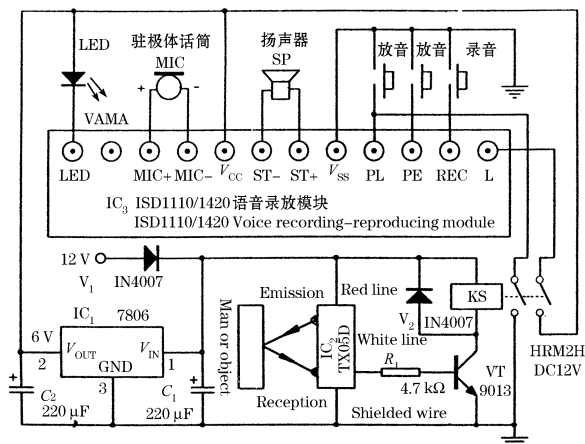 LED
驻极体话筒
MIC
+ -
扬声器
SP
放音 放音 录音
VAMA
LED MIC+ MIC- VCC ST- ST+ VSS PL PE REC L
IC3 ISD1110/1420 语音录放模块
ISD1110/1420 Voice recording-reproducing module
12 V
V1 IN4007
IC1 7806
6 V
VOUT VIN
2 GND 1
3
+ C2
220 μF
C1 +
220 μF
Man or object
Emission
Reception
IC2
TX05D
Red line
White line
Shielded wire
V2 IN4007
R1
4.7 kΩ
KS
VT
9013
HRM2H
DC12V